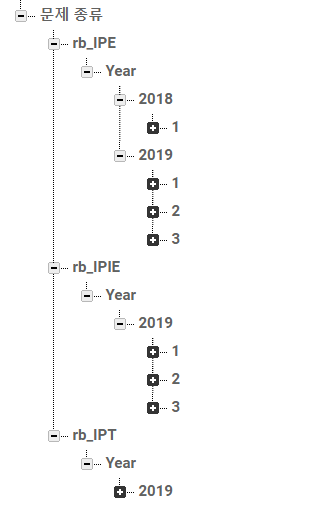 문제 종류
rb_IPE
Year
2018
1
2019
1
2
3
rb_IPIE
Year
2019
1
2
3
rb_IPT
Year
2019